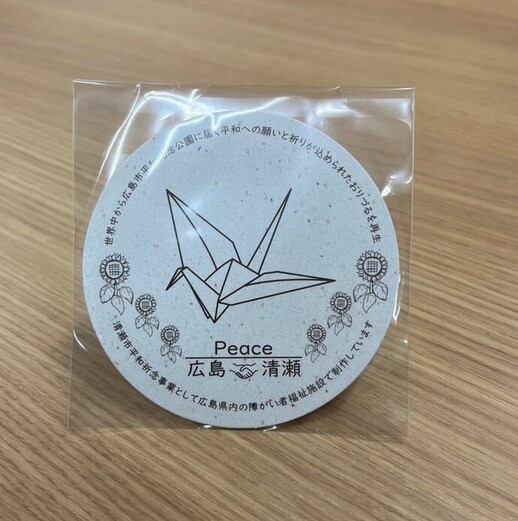 世界中から広島市平和記念公園に届く平和への願いと祈りが込められたおりづるを再生
Peace
広島 清瀬
清瀬市平和祈念事業として広島県内の障がい者福祉施設で制作しています